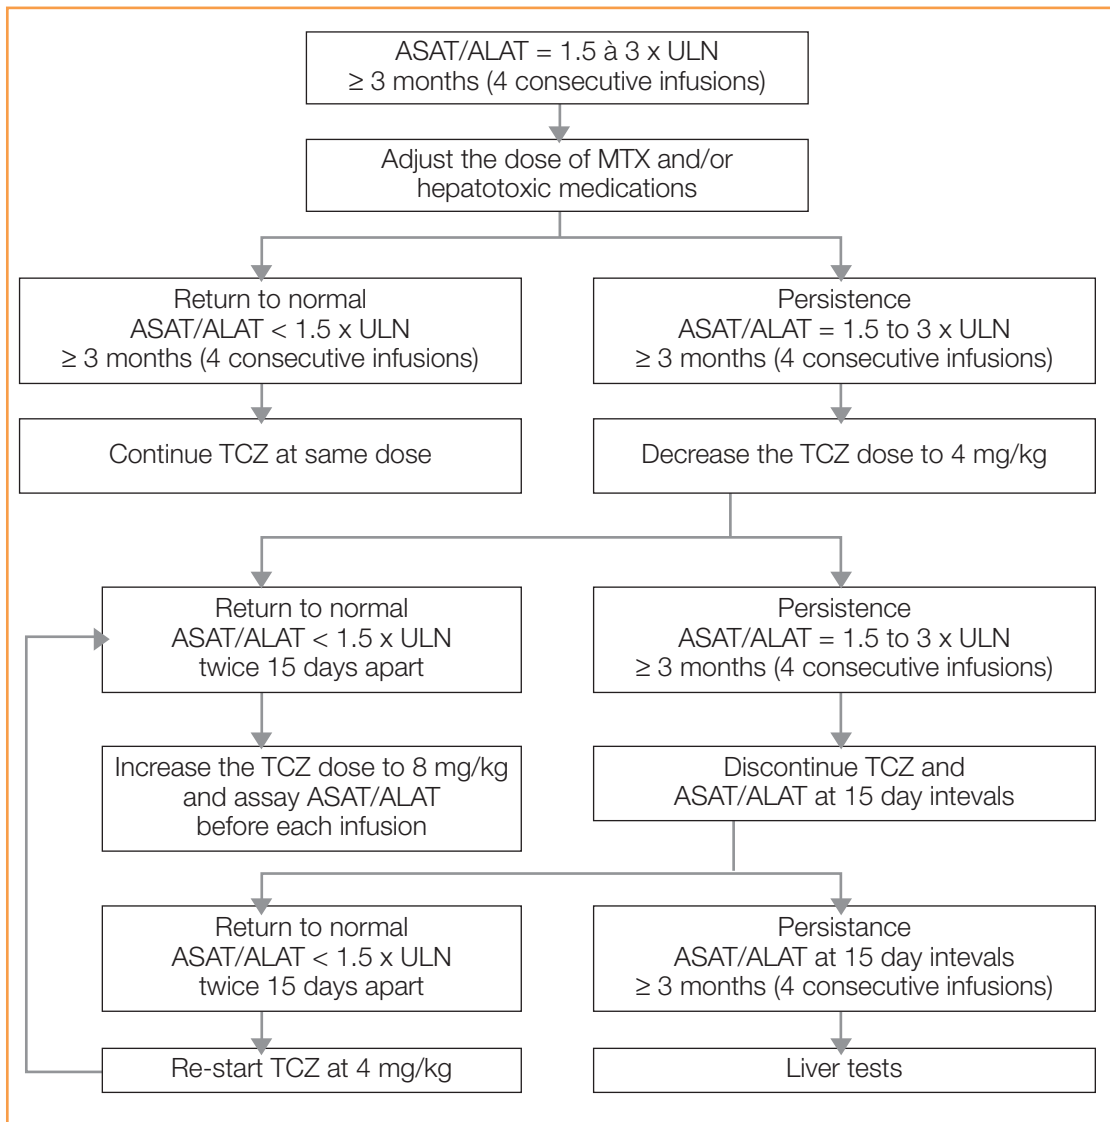 ASAT/ALAT = 1.5 à 3 x ULN
≥ 3 months (4 consecutive infusions)
Adjust the dose of MTX and/or
hepatotoxic medications
Return to normal
ASAT/ALAT < 1.5 x ULN
≥ 3 months (4 consecutive infusions)
Persistence
ASAT/ALAT = 1.5 to 3 x ULN
≥ 3 months (4 consecutive infusions)
Continue TCZ at same dose
Decrease the TCZ dose to 4 mg/kg
Return to normal
ASAT/ALAT < 1.5 x ULN
twice 15 days apart
Persistence
ASAT/ALAT = 1.5 to 3 x ULN
≥ 3 months (4 consecutive infusions)
Increase the TCZ dose to 8 mg/kg
and assay ASAT/ALAT
before each infusion
Discontinue TCZ and
ASAT/ALAT at 15 day intevals
Return to normal
ASAT/ALAT < 1.5 x ULN
twice 15 days apart
Persistance
ASAT/ALAT at 15 day intevals
≥ 3 months (4 consecutive infusions)
Re-start TCZ at 4 mg/kg
Liver tests